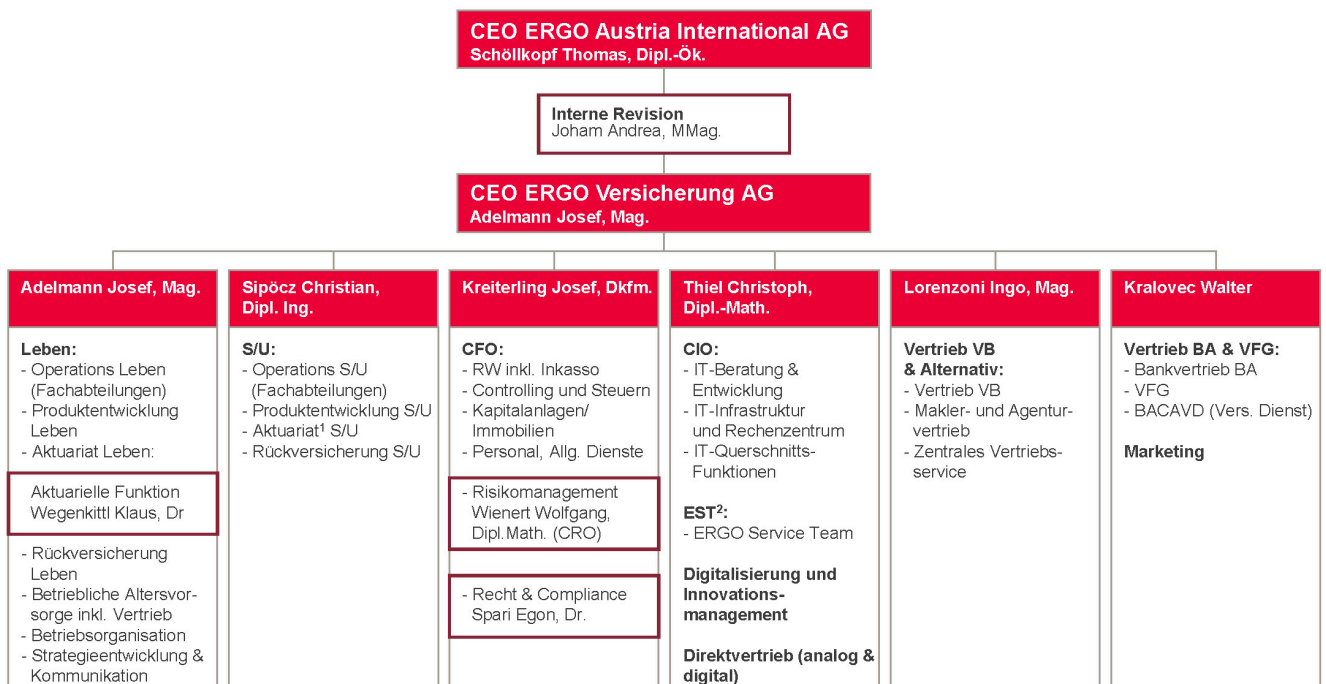 CEO ERGO Austria International AG
Schöllkopf Thomas, Dipl.-Ök.
Interne Revision
Joham Andrea, MMag.
CEO ERGO Versicherung AG
Adelmann Josef, Mag.
Adelmann Josef, Mag.
Leben:
- Operations Leben
(Fachabteilungen)
- Produktentwicklung
Leben
- Aktuariat Leben:
Aktuarielle Funktion
Wegenkittl Klaus, Dr
- Rückversicherung
Leben
- Betriebliche Altersvor-
sorge inkl. Vertrieb
- Betriebsorganisation
- Strategieentwicklung &
Kommunikation
Sipöcz Christian,
Dipl. Ing.
S/U:
- Operations S/U
(Fachabteilungen)
- Produktentwicklung S/U
- Aktuariat¹ S/U
- Rückversicherung S/U
Kreiterling Josef, Dkfm.
CFO:
- RW inkl. Inkasso
- Controlling und Steuern
- Kapitalanlagen/
Immobilien
- Personal, Allg. Dienste
- Risikomanagement
Wienert Wolfgang,
Dipl.Math. (CRO)
- Recht & Compliance
Spari Egon, Dr.
Thiel Christoph,
Dipl.-Math.
CIO:
- IT-Beratung &
Entwicklung
- IT-Infrastruktur
und Rechenzentrum
- IT-Querschnitts-
Funktionen
EST²:
- ERGO Service Team
Digitalisierung und
Innovations-
management
Direktvertrieb (analog &
digital)
Lorenzoni Ingo, Mag.
Vertrieb VB
& Alternativ:
- Vertrieb VB
- Makler- und Agentur-
vertrieb
- Zentrales Vertriebs-
service
Kralovec Walter
Vertrieb BA & VFG:
- Bankvertrieb BA
- VFG
- BACAVD (Vers. Dienst)
Marketing